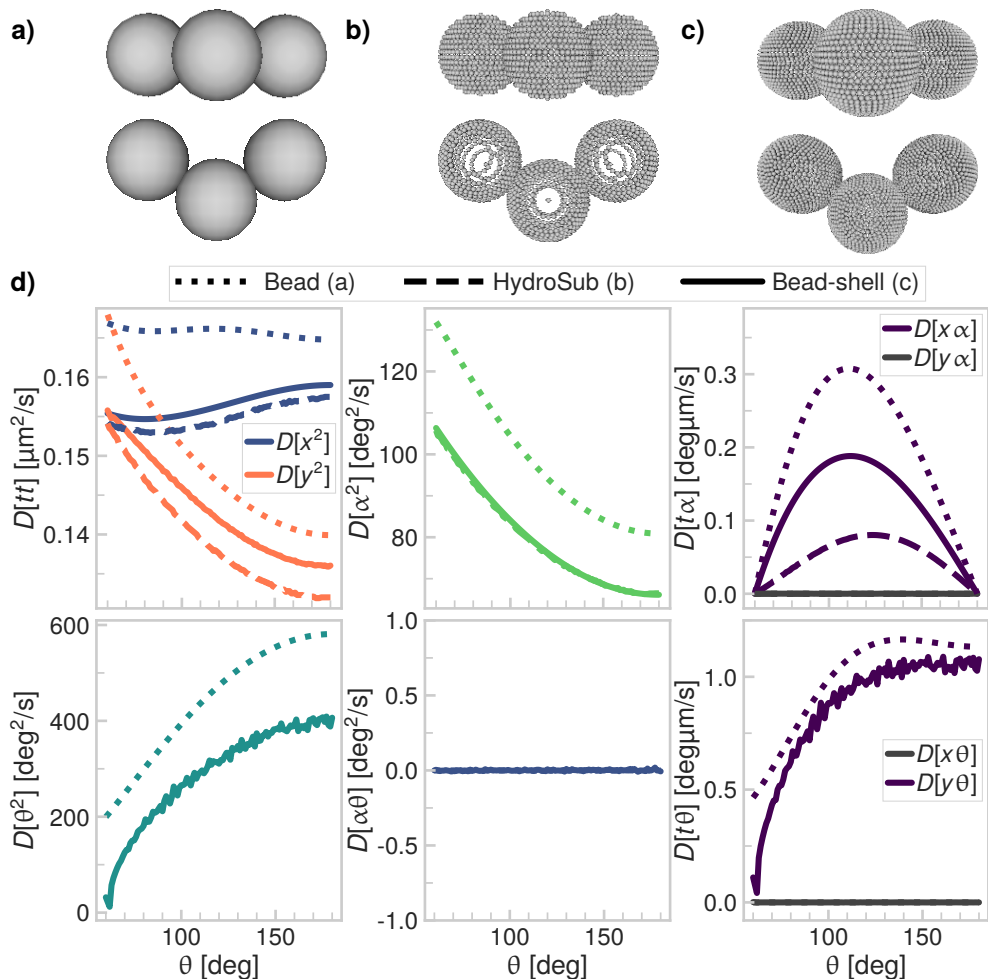 a)
b)
c)
d)
Bead (a)
HydroSub (b)
Bead-shell (c)
D[tt] [μm²/s]
0.16
0.15
0.14
D[x²]
D[y²]
D[α²] [deg²/s]
120
100
80
D[tα] [degμm/s]
0.3
0.2
0.1
0.0
D[xα]
D[yα]
D[θ²] [deg²/s]
600
400
200
0
100
150
θ [deg]
D[αθ] [deg²/s]
1.0
0.5
0.0
-0.5
-1.0
100
150
θ [deg]
D[tθ] [degμm/s]
1.0
0.5
0.0
D[xθ]
D[yθ]
100
150
θ [deg]